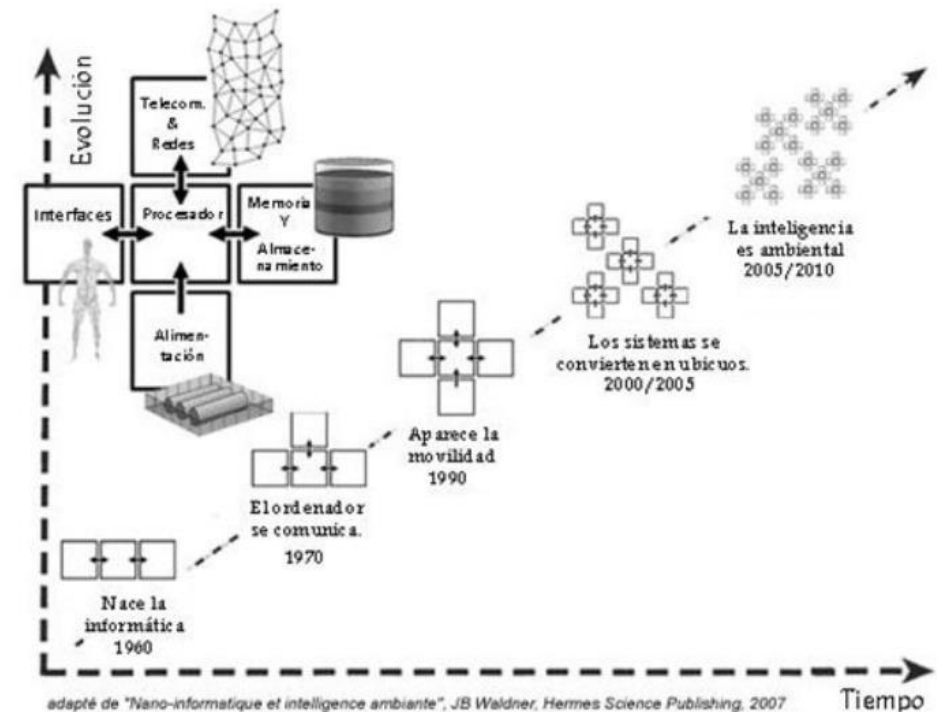 Evolución
Telecom.
&
Redes
Interfaces
Procesador
Memoria
Y
Almace-
namiento
Alimen-
tación
Nace la
informática
1960
El ordenador
se comunica.
1970
Aparece la
movilidad
1990
Los sistemas se
convierten en ubicuos.
2000/2005
La inteligencia
es ambiental
2005/2010
Tiempo
adapté de "Nano-informatique et intelligence ambiante", JB Waldner, Hermes Science Publishing, 2007